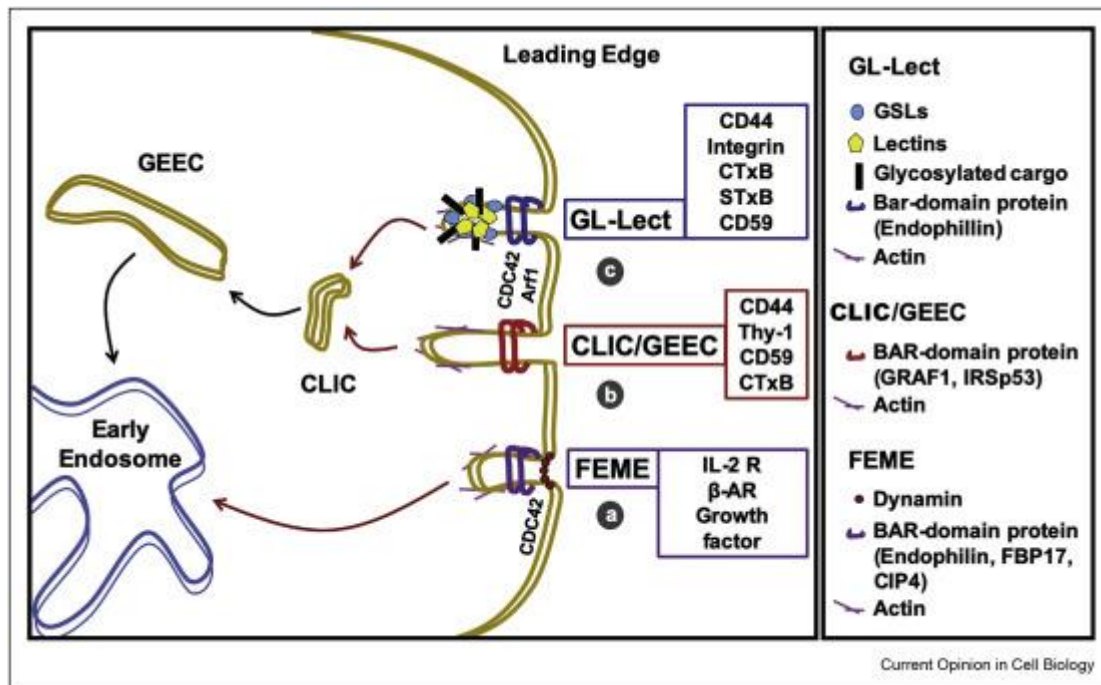 Leading Edge
GEEC
CLIC
Early
Endosome
CD44
Integrin
CTxB
STxB
CD59
GL-Lect
c
CDC42
Arf1
CD44
Thy-1
CD59
CTxB
CLIC/GEEC
b
IL-2 R
β-AR
Growth
factor
FEME
a
CDC42
GL-Lect
GSLs
Lectins
Glycosylated cargo
Bar-domain protein
(Endophillin)
Actin
CLIC/GEEC
BAR-domain protein
(GRAF1, IRSp53)
Actin
FEME
Dynamin
BAR-domain protein
(Endophilin, FBP17,
CIP4)
Actin
Current Opinion in Cell Biology